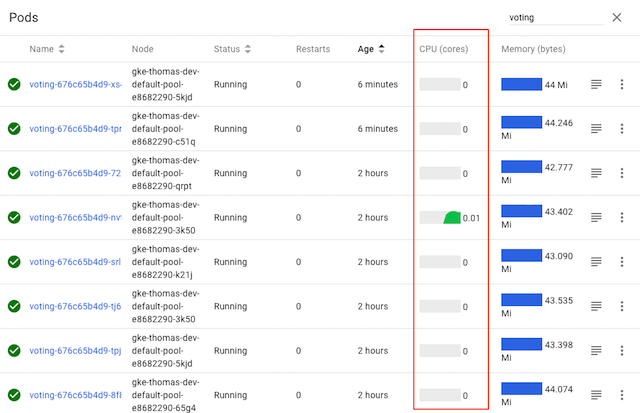 Pods
voting
Name
Node
Status
Restarts
Age
CPU (cores)
Memory (bytes)
voting-676c65b4d9-xs-
gke-thomas-dev-
default-pool-
e8682290-5kjd
Running
0
6 minutes
0
44 Mi
voting-676c65b4d9-tpr
gke-thomas-dev-
default-pool-
e8682290-c51q
Running
0
6 minutes
0
44.246
Mi
voting-676c65b4d9-72
gke-thomas-dev-
default-pool-
e8682290-qrpt
Running
0
2 hours
0
42.777
Mi
voting-676c65b4d9-nv
gke-thomas-dev-
default-pool-
e8682290-3k50
Running
0
2 hours
0.01
43.402
Mi
voting-676c65b4d9-srl
gke-thomas-dev-
default-pool-
e8682290-k21j
Running
0
2 hours
0
43.090
Mi
voting-676c65b4d9-tj6
gke-thomas-dev-
default-pool-
e8682290-3k50
Running
0
2 hours
0
43.535
Mi
voting-676c65b4d9-tpj
gke-thomas-dev-
default-pool-
e8682290-5kjd
Running
0
2 hours
0
43.398
Mi
voting-676c65b4d9-8fl
gke-thomas-dev-
default-pool-
e8682290-65g4
Running
0
2 hours
0
44.074
Mi